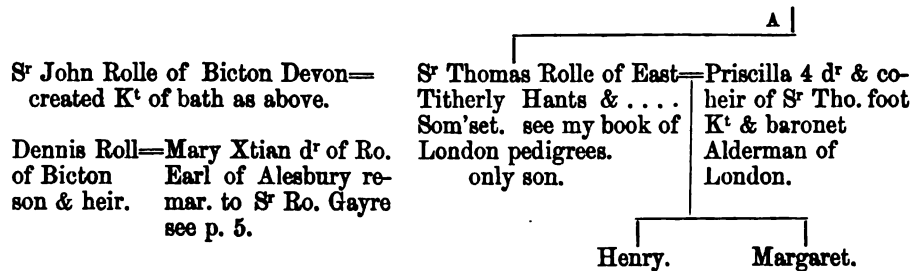 A
Sʳ John Rolle of Bicton Devon=
created Kᵗ of bath as above.
Dennis Roll=Mary Xtian dʳ of Ro.
of Bicton Earl of Alesbury re-
son & heir. mar. to Sʳ Ro. Gayre
see p. 5.
Sʳ Thomas Rolle of East=Priscilla 4 dʳ & co-
Titherly Hants & .... heir of Sʳ Tho. foot
Som'set. see my book of Kᵗ & baronet
London pedigrees. Alderman of
only son. London.
Henry. Margaret.